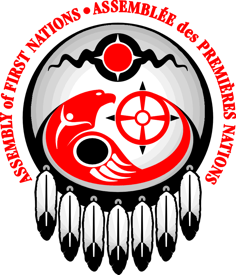 ASSEMBLY of FIRST NATIONS • ASSEMBLÉE des PREMIÈRES NATIONS